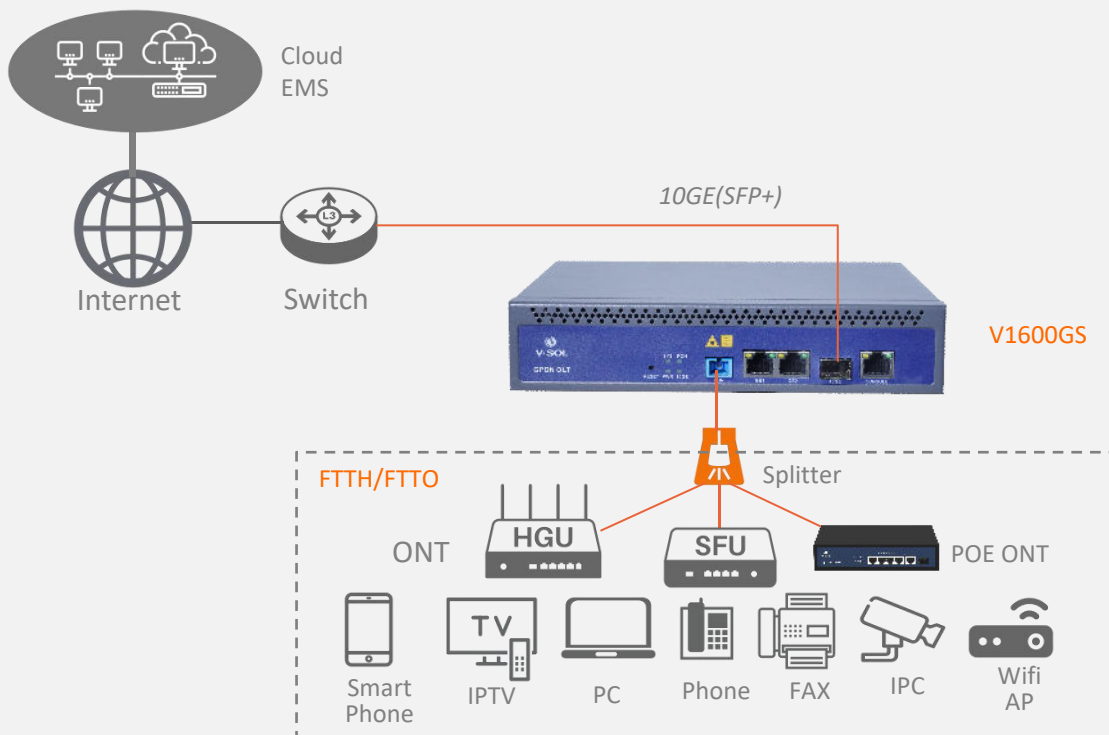 Cloud
EMS
10GE(SFP+)
L3
Internet
Switch
V1600GS
V·SOL
GPON OLT
FTTH/FTTO
Splitter
ONT
HGU
SFU
POE ONT
TV
Smart
Phone
IPTV
PC
Phone
FAX
IPC
Wifi
AP